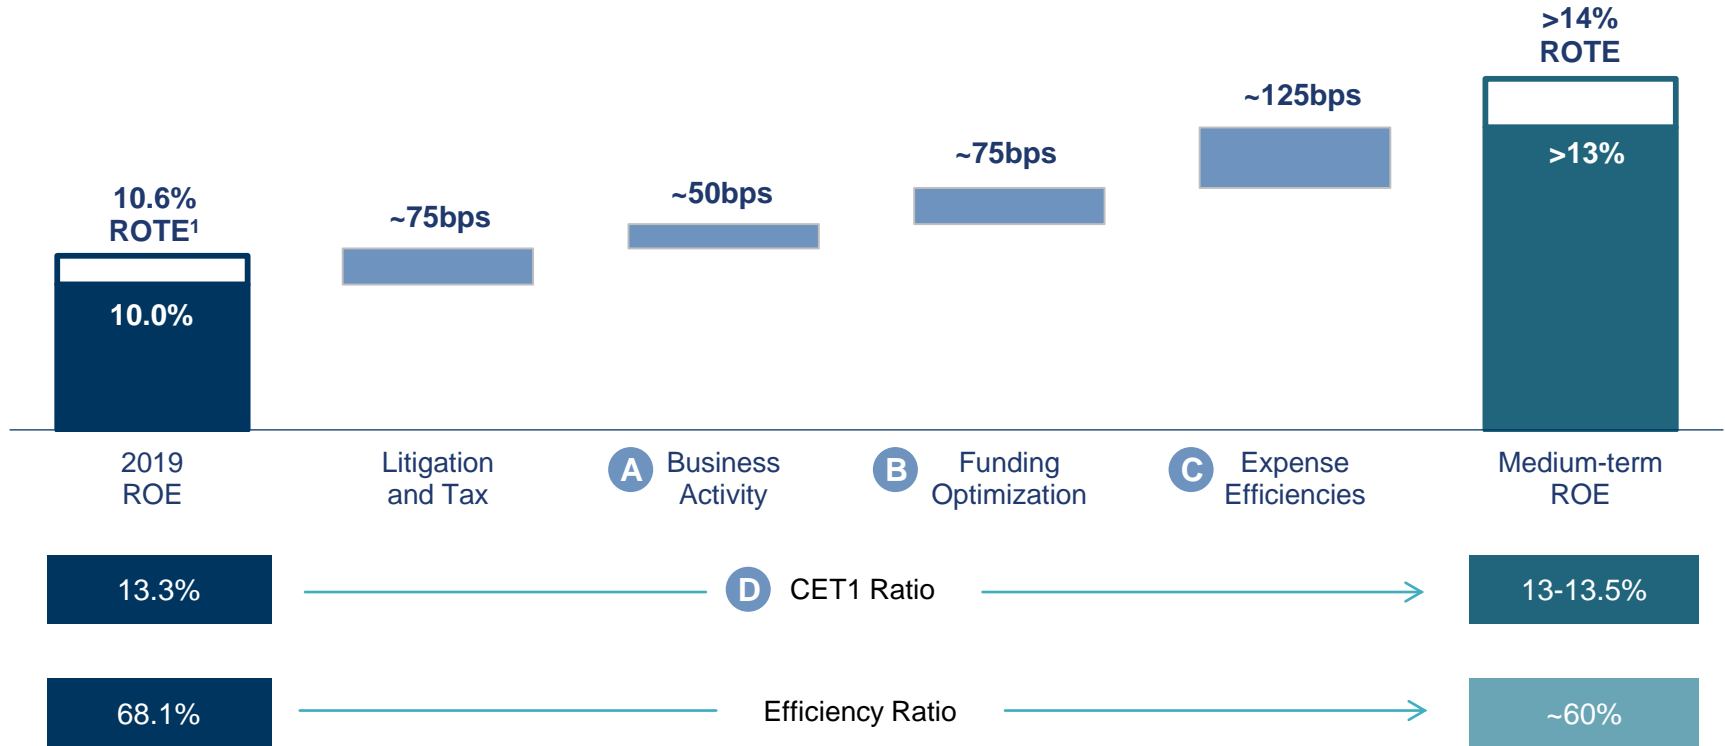 >14%
ROTE
~125bps
>13%
~75bps
10.6%
ROTE¹
~75bps
~50bps
10.0%
2019
ROE
Litigation
and Tax
A Business
Activity
B Funding
Optimization
C Expense
Efficiencies
Medium-term
ROE
13.3%
D CET1 Ratio
13-13.5%
68.1%
Efficiency Ratio
~60%